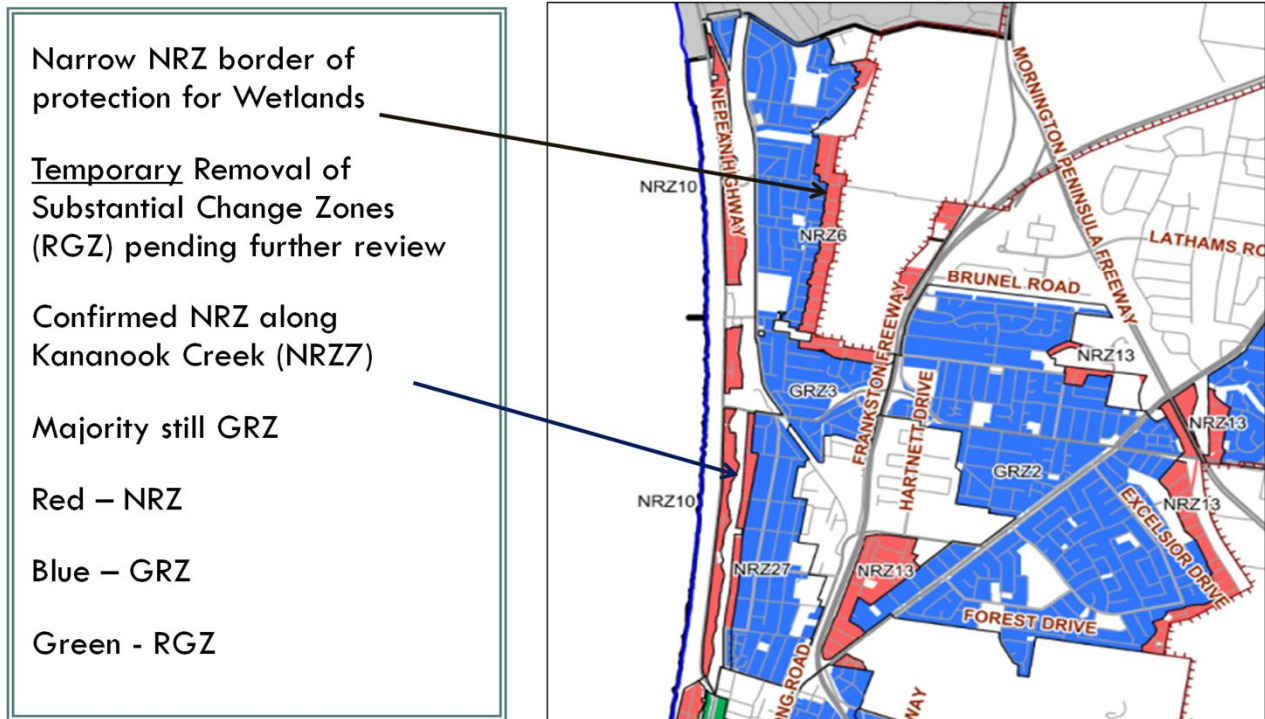 Narrow NRZ border of
protection for Wetlands
Temporary Removal of
Substantial Change Zones
(RGZ) pending further review
Confirmed NRZ along
Kananook Creek (NRZ7)
Majority still GRZ
Red – NRZ
Blue – GRZ
Green - RGZ
NEPEAN HIGHWAY
MORNINGTON PENINSULA FREEWAY
NRZ10
NRZ6
LATHAMS RO
BRUNEL ROAD
FRANKSTON FREEWAY
NRZ13
GRZ3
HARTNETT DRIVE
NRZ13
GRZ2
NRZ10
NRZ13
EXCELSIOR DRIVE
NRZ27
NRZ13
FOREST DRIVE
ONG ROAD
WAY